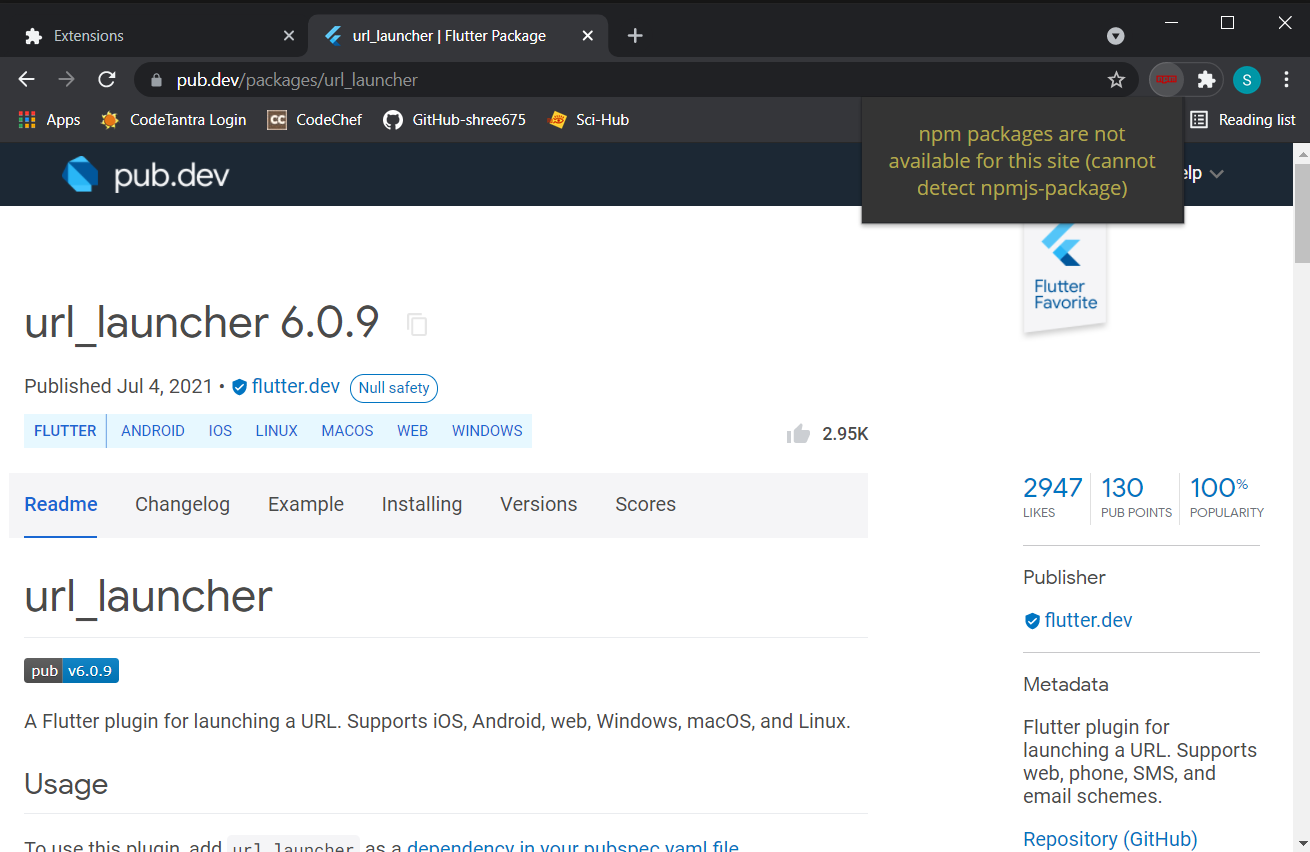 Extensions
url_launcher | Flutter Package
pub.dev/packages/url_launcher
npm
S
Apps
CodeTantra Login
CC CodeChef
GitHub-shree675
Sci-Hub
Reading list
npm packages are not
available for this site (cannot
detect npmjs-package)
pub.dev
elp
Flutter
Favorite
url_launcher 6.0.9
Published Jul 4, 2021 • flutter.dev Null safety
FLUTTER ANDROID IOS LINUX MACOS WEB WINDOWS
2.95K
Readme Changelog Example Installing Versions Scores
url_launcher
pub v6.0.9
A Flutter plugin for launching a URL. Supports iOS, Android, web, Windows, macOS, and Linux.
Usage
To use this plugin, add url_launcher as a dependency in your pubspec.yaml file
2947 130 100%
LIKES PUB POINTS POPULARITY
Publisher
flutter.dev
Metadata
Flutter plugin for
launching a URL. Supports
web, phone, SMS, and
email schemes.
Repository (GitHub)